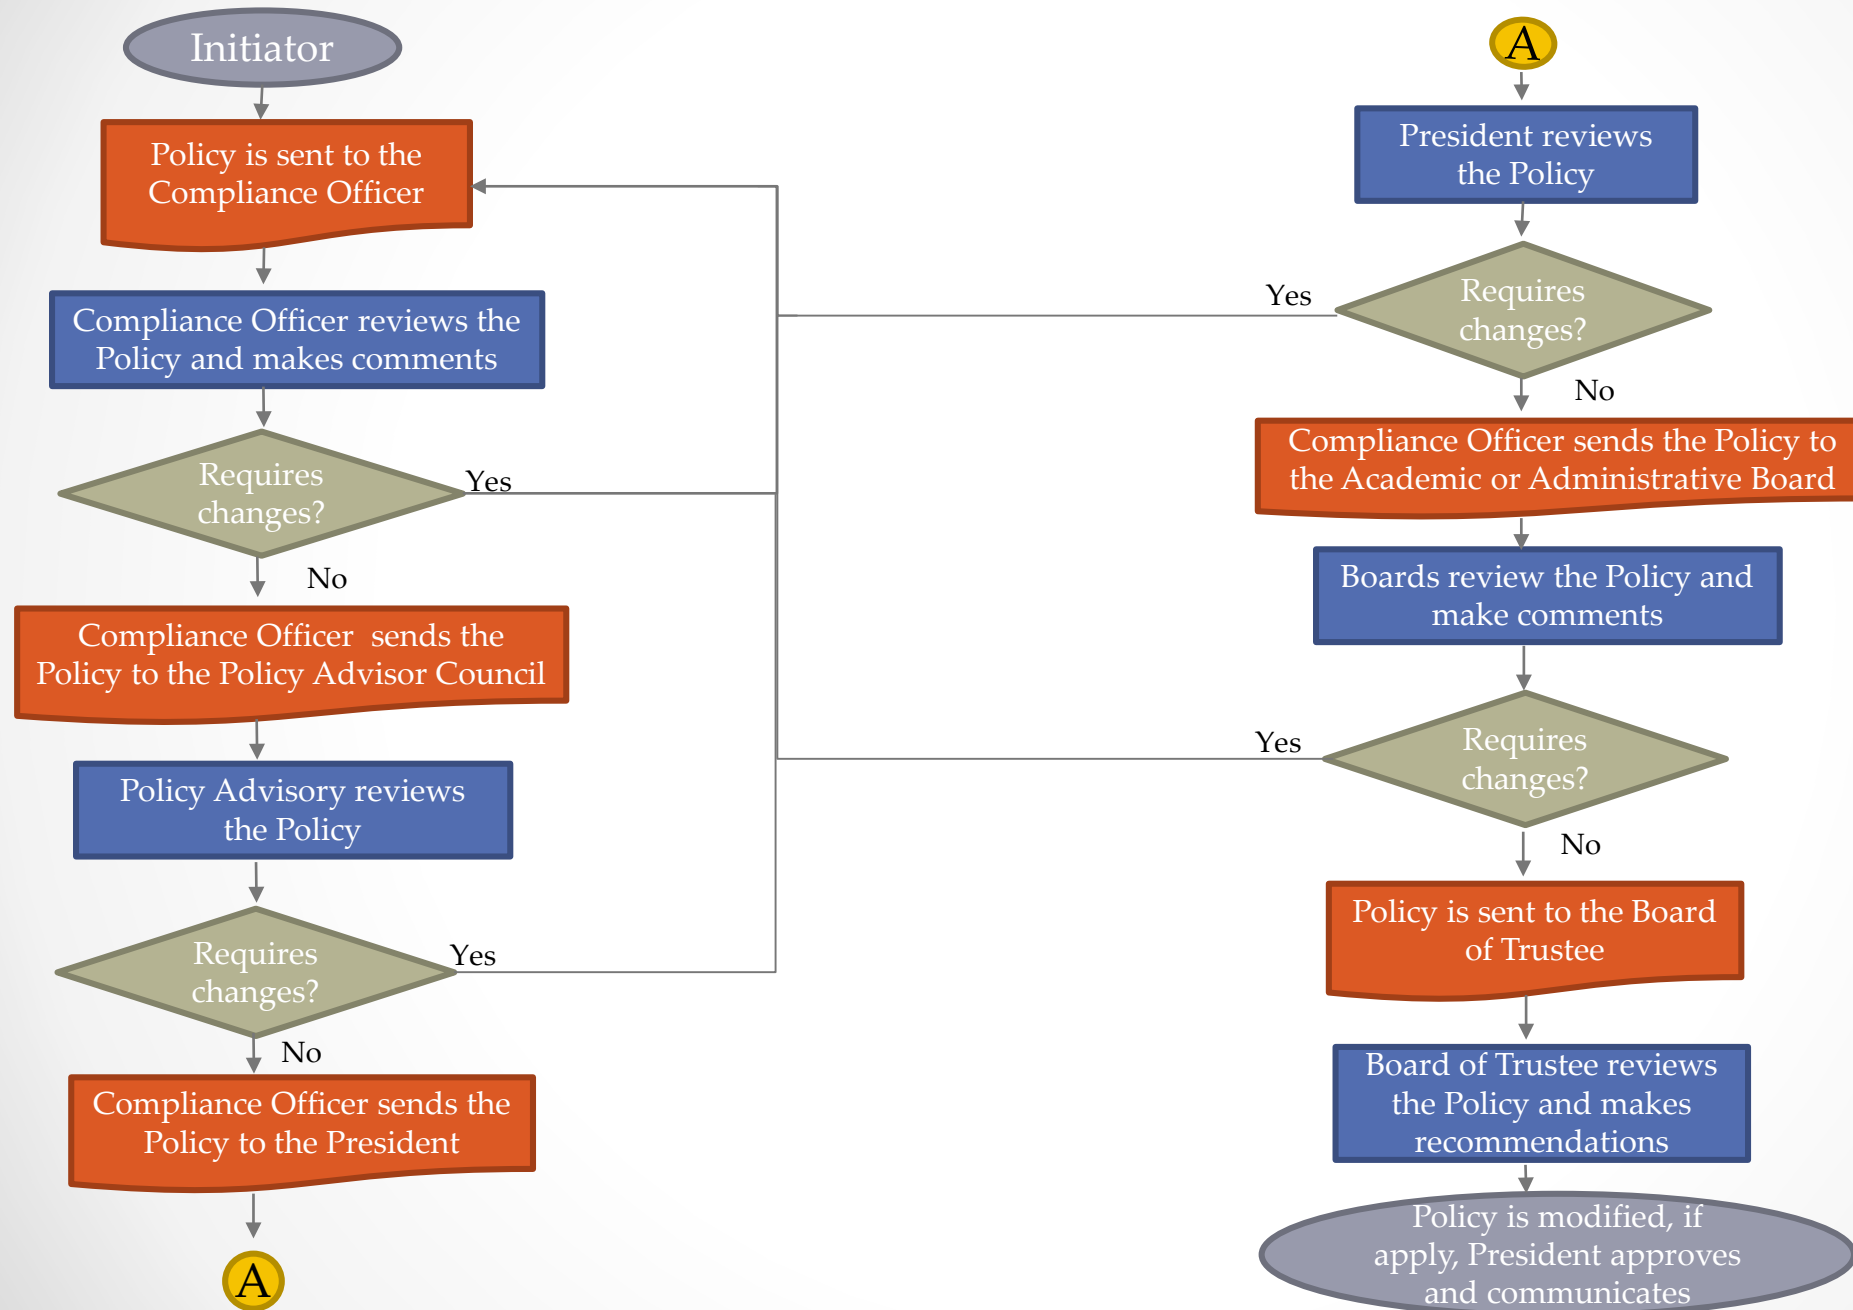 Initiator
Policy is sent to the
Compliance Officer
Compliance Officer reviews the
Policy and makes comments
Requires
changes?
Yes
No
Compliance Officer  sends the
Policy to the Policy Advisor Council
Policy Advisory reviews
the Policy
Requires
changes?
Yes
No
Compliance Officer sends the
Policy to the President
A
A
President reviews
the Policy
Requires
changes?
Yes
No
Compliance Officer sends the Policy to
the Academic or Administrative Board
Boards review the Policy and
make comments
Requires
changes?
Yes
No
Policy is sent to the Board
of Trustee
Board of Trustee reviews
the Policy and makes
recommendations
Policy is modified, if
apply, President approves
and communicates